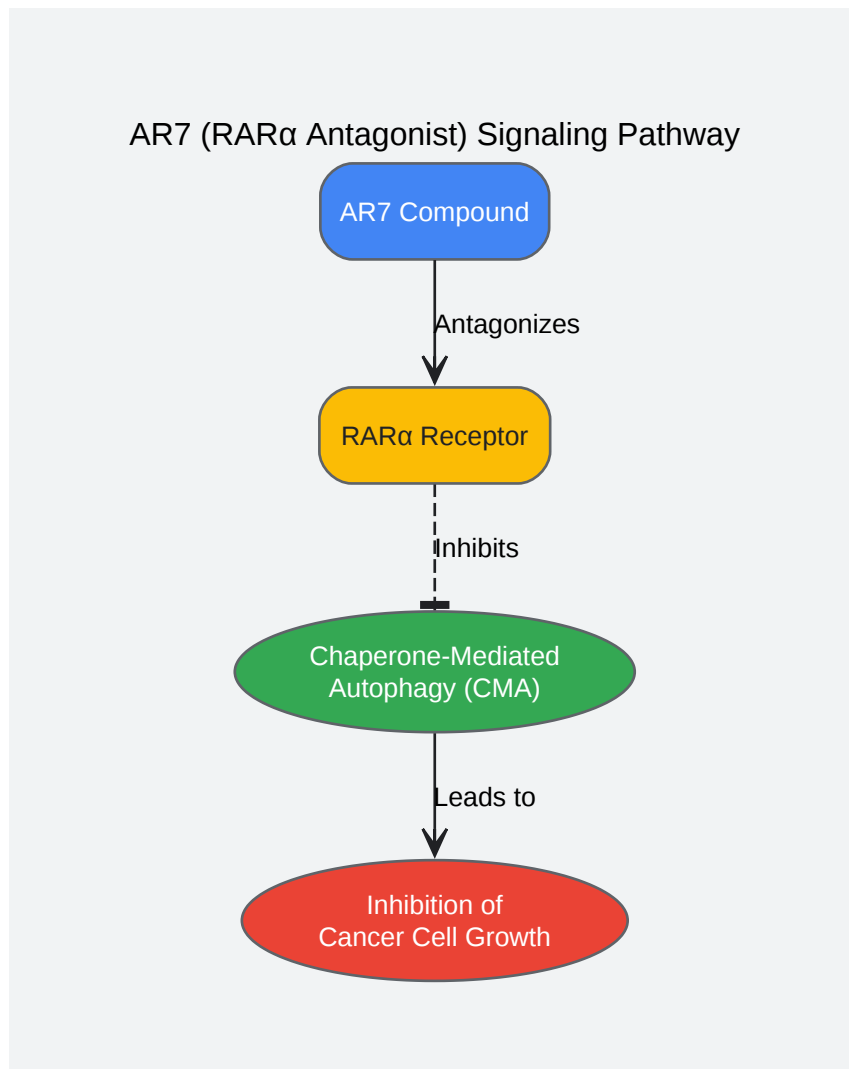 AR7 (RARα Antagonist) Signaling Pathway
AR7 Compound
Antagonizes
RARα Receptor
Inhibits
Chaperone-Mediated
Autophagy (CMA)
Leads to
Inhibition of
Cancer Cell Growth